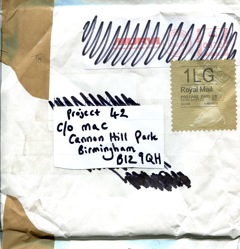 1LG
Royal Mail
Project 42
c/o mac
Cannon Hill Park
Birmingham
B12 9QH